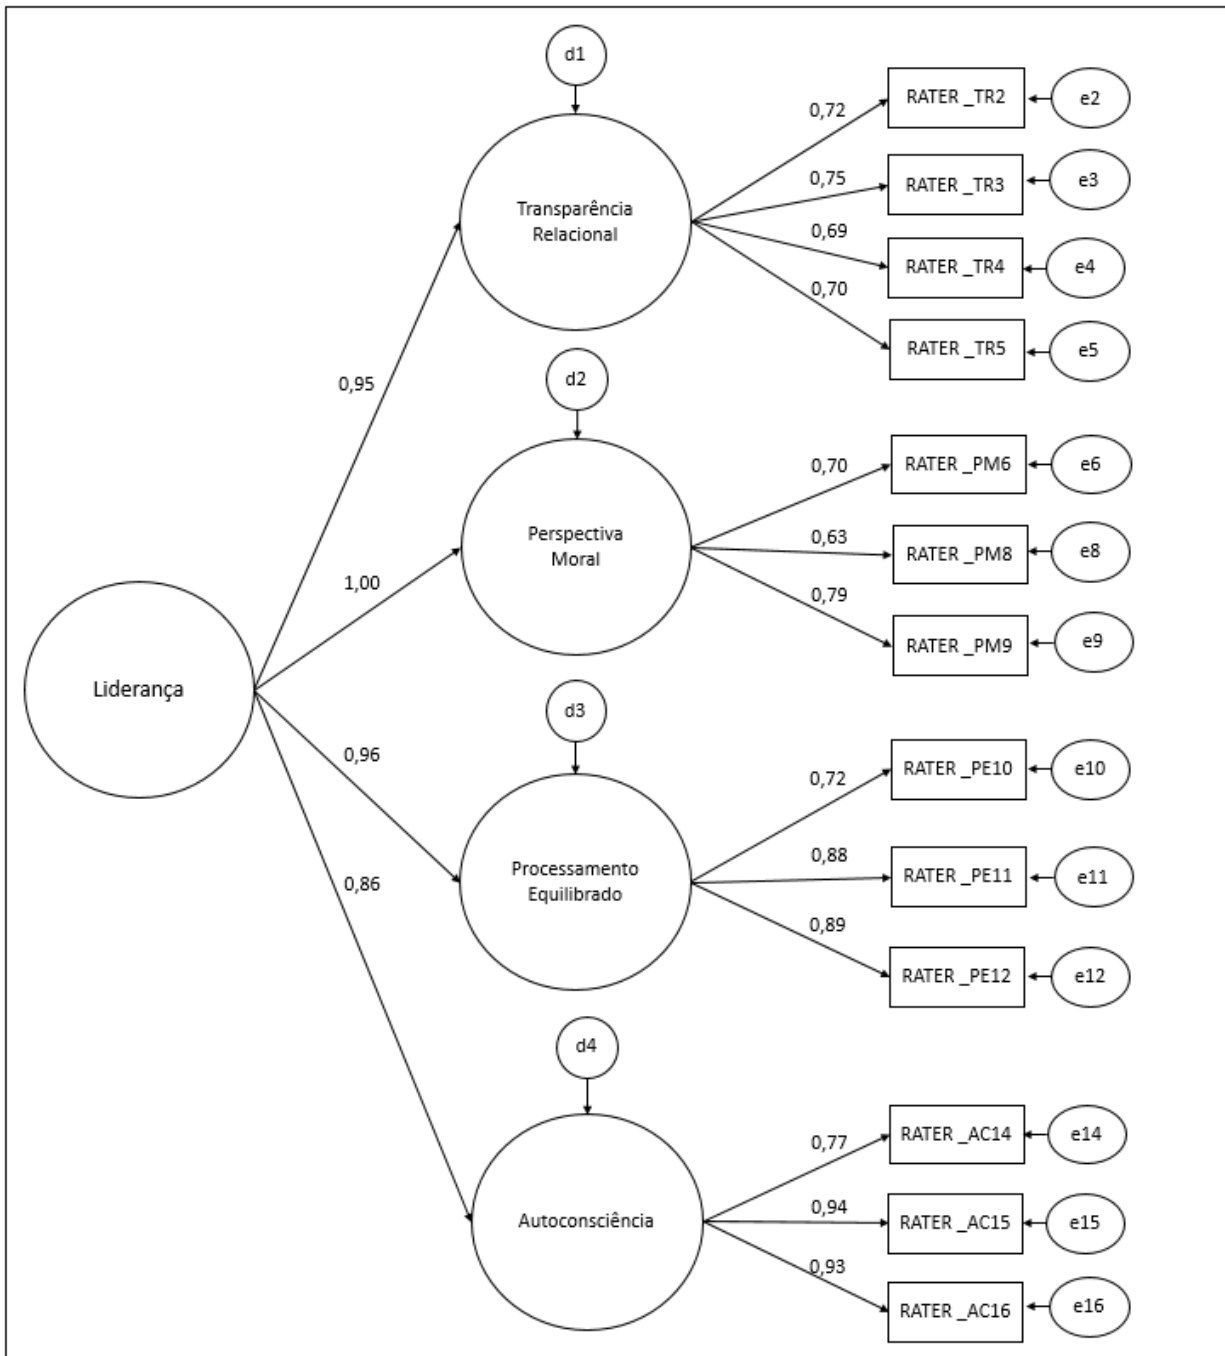 d1
Transparência
Relacional
0,72
RATER _TR2
e2
0,75
RATER _TR3
e3
0,69
RATER _TR4
e4
0,70
RATER _TR5
e5
0,95
d2
Perspectiva
Moral
0,70
RATER _PM6
e6
0,63
RATER _PM8
e8
0,79
RATER _PM9
e9
1,00
Liderança
d3
0,96
Processamento
Equilibrado
0,72
RATER _PE10
e10
0,88
RATER _PE11
e11
0,89
RATER _PE12
e12
0,86
d4
Autoconsciência
0,77
RATER _AC14
e14
0,94
RATER _AC15
e15
0,93
RATER _AC16
e16